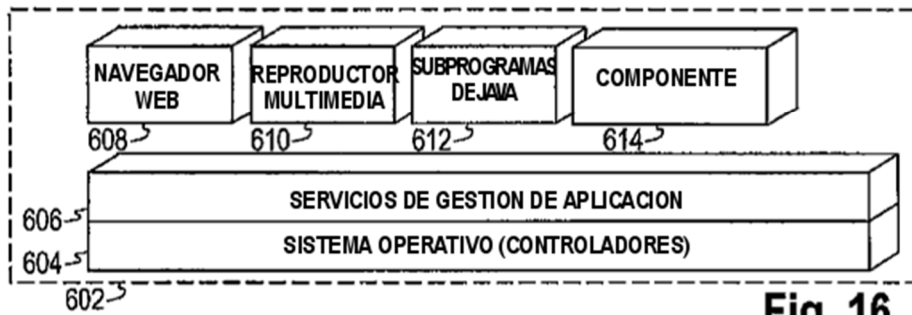 NAVEGADOR
WEB
REPRODUCTOR
MULTIMEDIA
SUBPROGRAMAS
DEJAVA
COMPONENTE
608
610
612
614
SERVICIOS DE GESTION DE APLICACION
606
SISTEMA OPERATIVO (CONTROLADORES)
604
602
Fig. 16